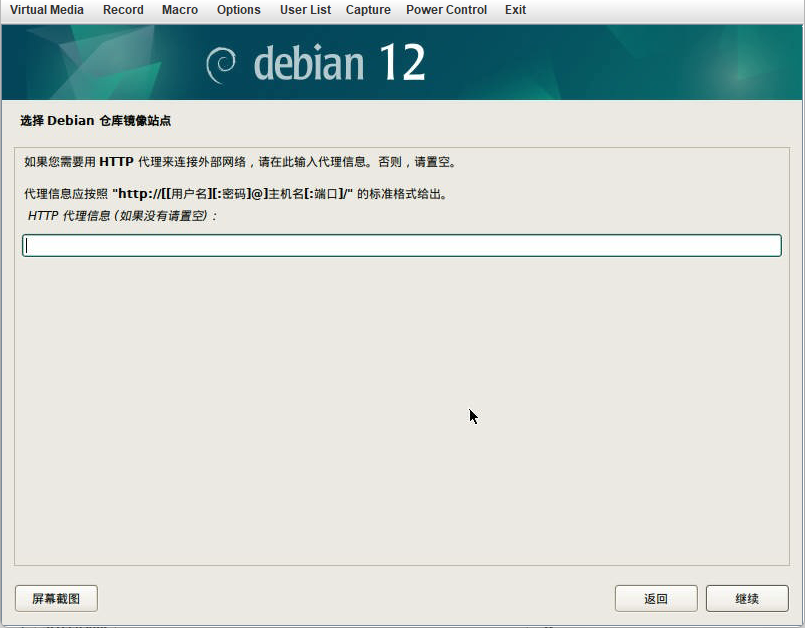 Virtual Media Record Macro Options User List Capture Power Control Exit
debian 12
选择 Debian 仓库镜像站点
如果您需要用 HTTP 代理来连接外部网络，请在此输入代理信息。否则，请置空。
代理信息应按照 "http://[[用户名][:密码]@]主机名[:端口]/" 的标准格式给出。
HTTP 代理信息 (如果没有请置空)：
屏幕截图 返回 继续